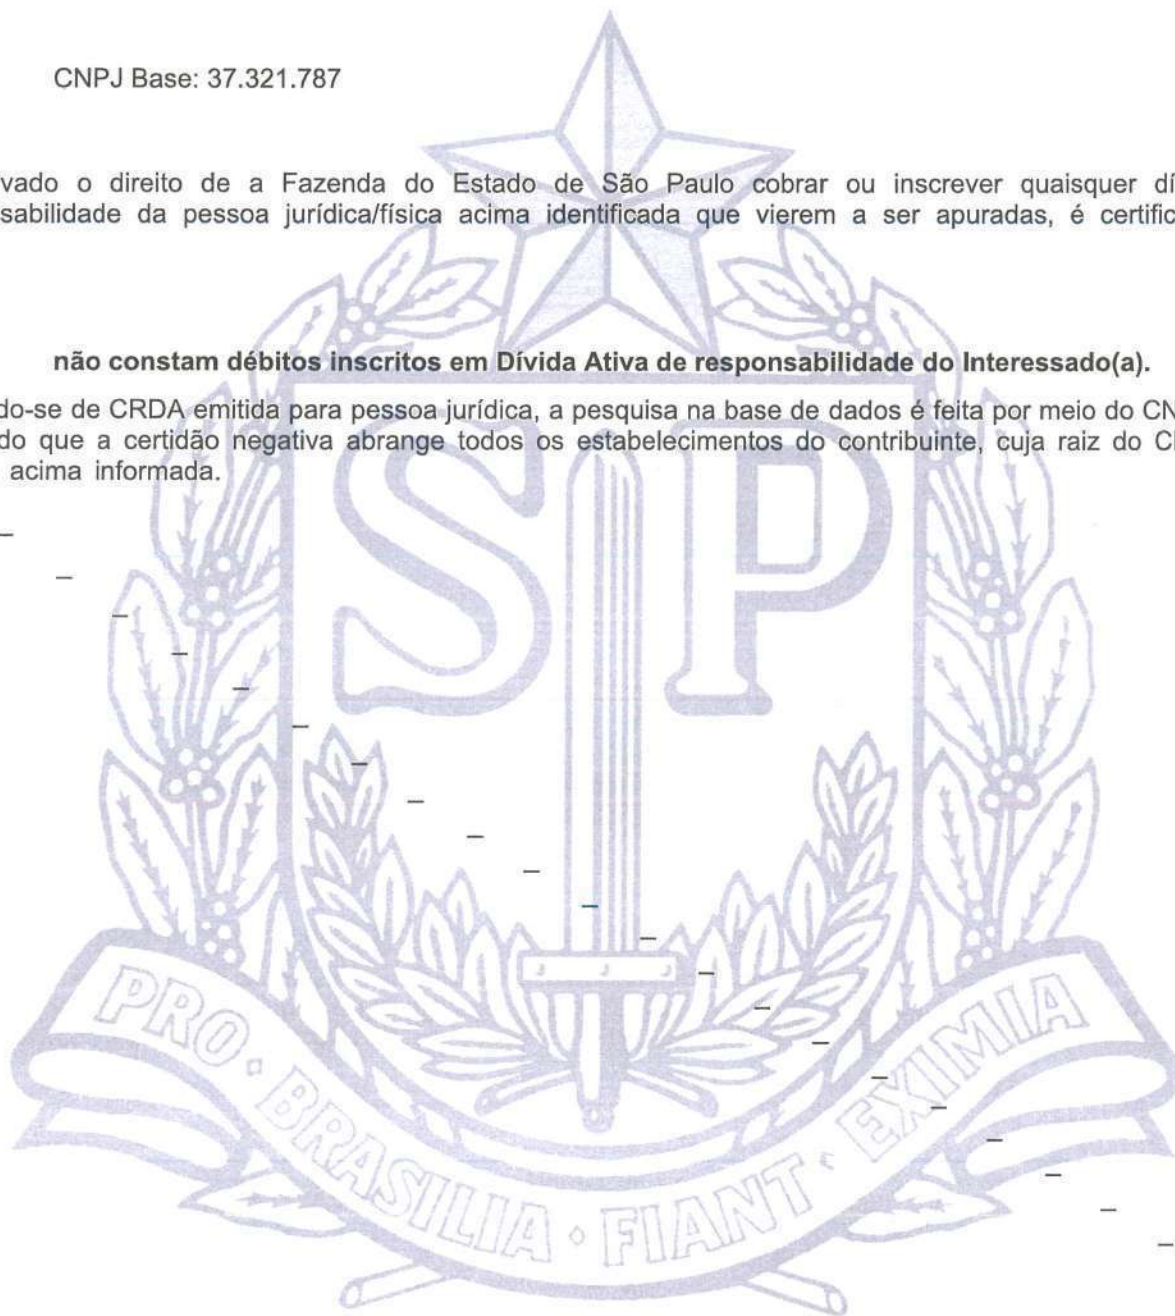 CNPJ Base: 37.321.787
vado o direito de a Fazenda do Estado de São Paulo cobrar ou inscrever quaisquer dí
sabilidade da pessoa jurídica/física acima identificada que vierem a ser apuradas, é certific
não constam débitos inscritos em Dívida Ativa de responsabilidade do Interessado(a).
do-se de CRDA emitida para pessoa jurídica, a pesquisa na base de dados é feita por meio do CN
do que a certidão negativa abrange todos os estabelecimentos do contribuinte, cuja raiz do C
acima informada.
SP
PRO · BRASILIA · FIANT · EXIMIA